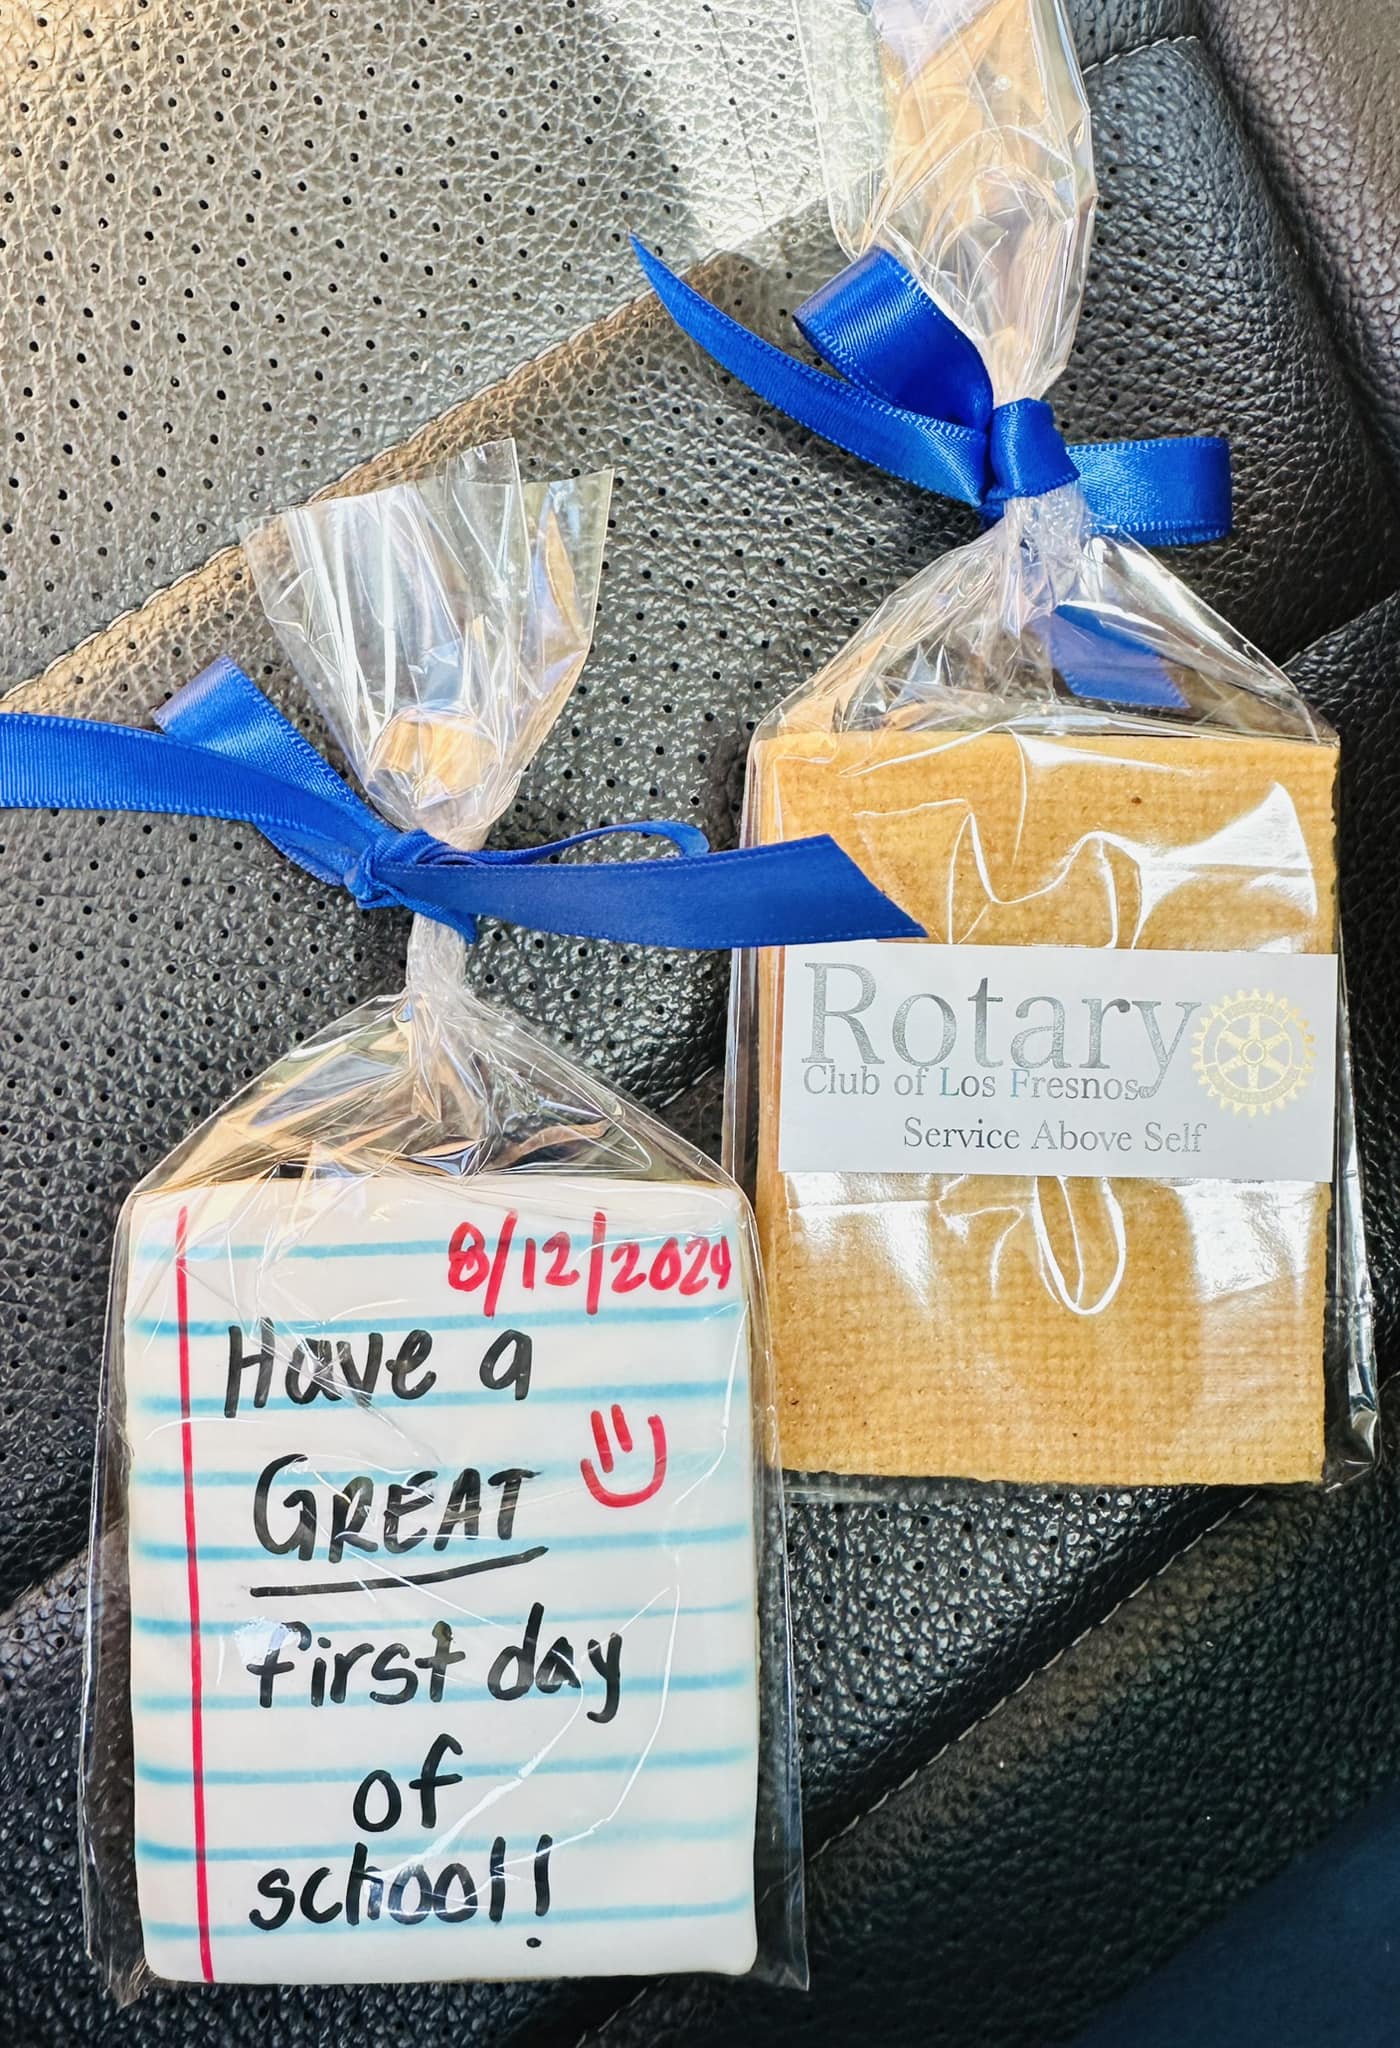 8/12/2024
Have a
GREAT
first day
of
school!
Rotary
Club of Los Fresnos
Service Above Self